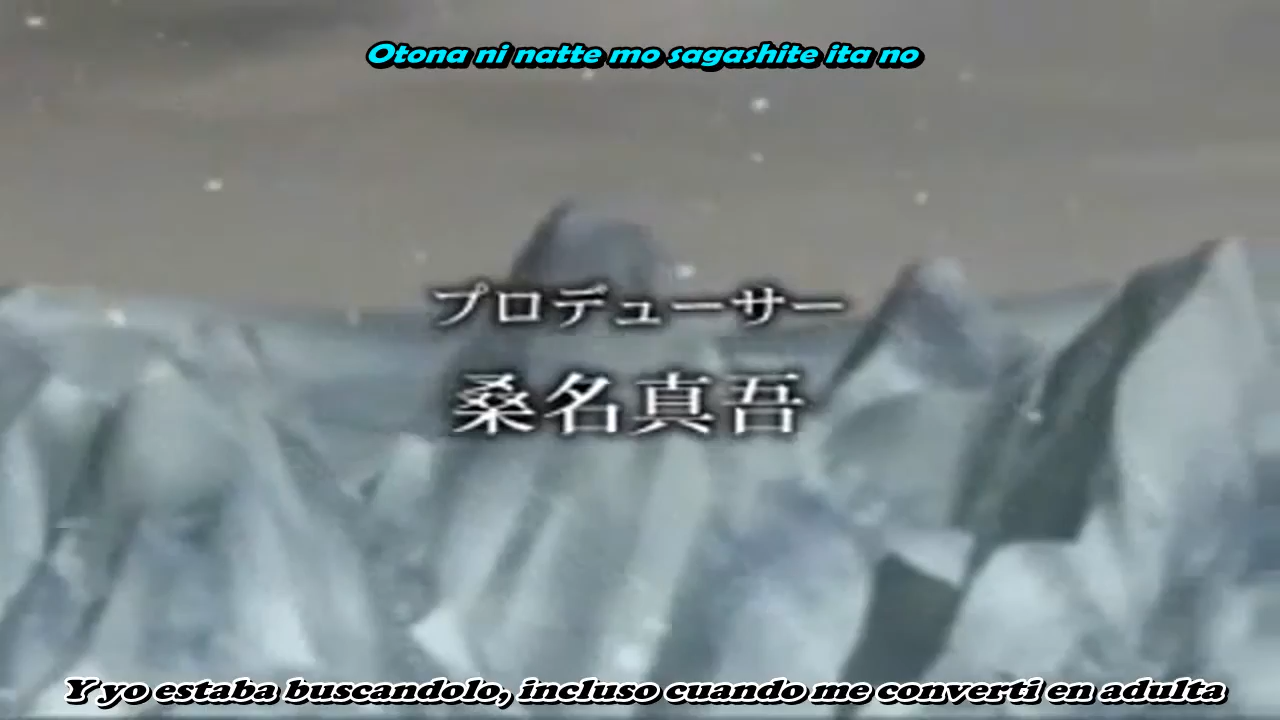 Otona ni natte mo sagashite ita no
プロデューサー
桑名真吾
Y yo estaba buscandolo, incluso cuando me converti en adulta